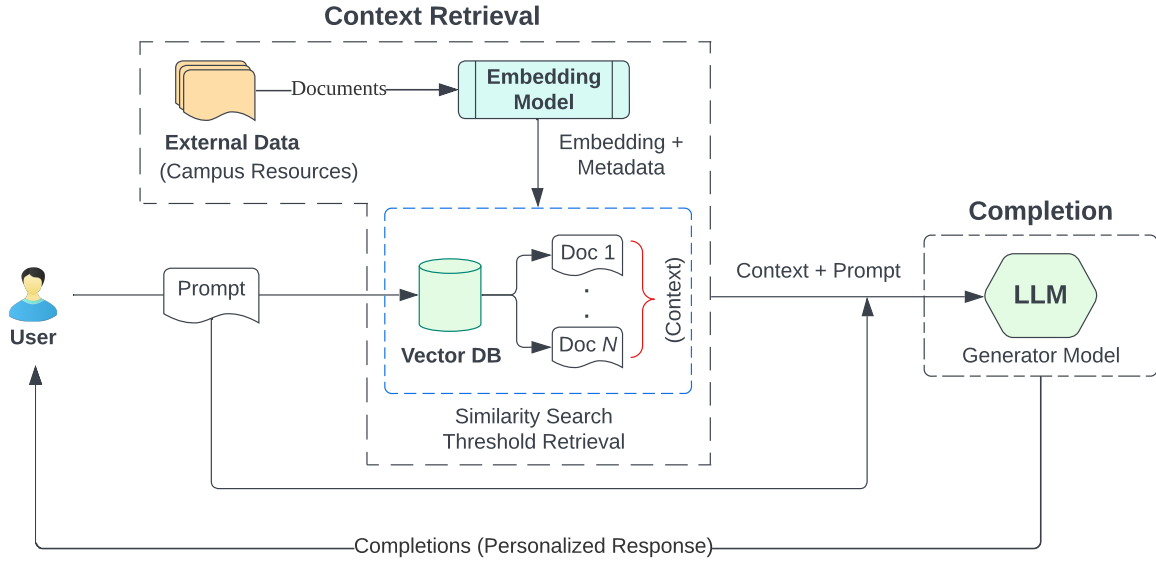 Context Retrieval
Documents
Embedding
Model
External Data
(Campus Resources)
Embedding +
Metadata
Completion
User
Prompt
Vector DB
Doc 1
.
.
Doc N
(Context)
Context + Prompt
LLM
Generator Model
Similarity Search
Threshold Retrieval
Completions (Personalized Response)